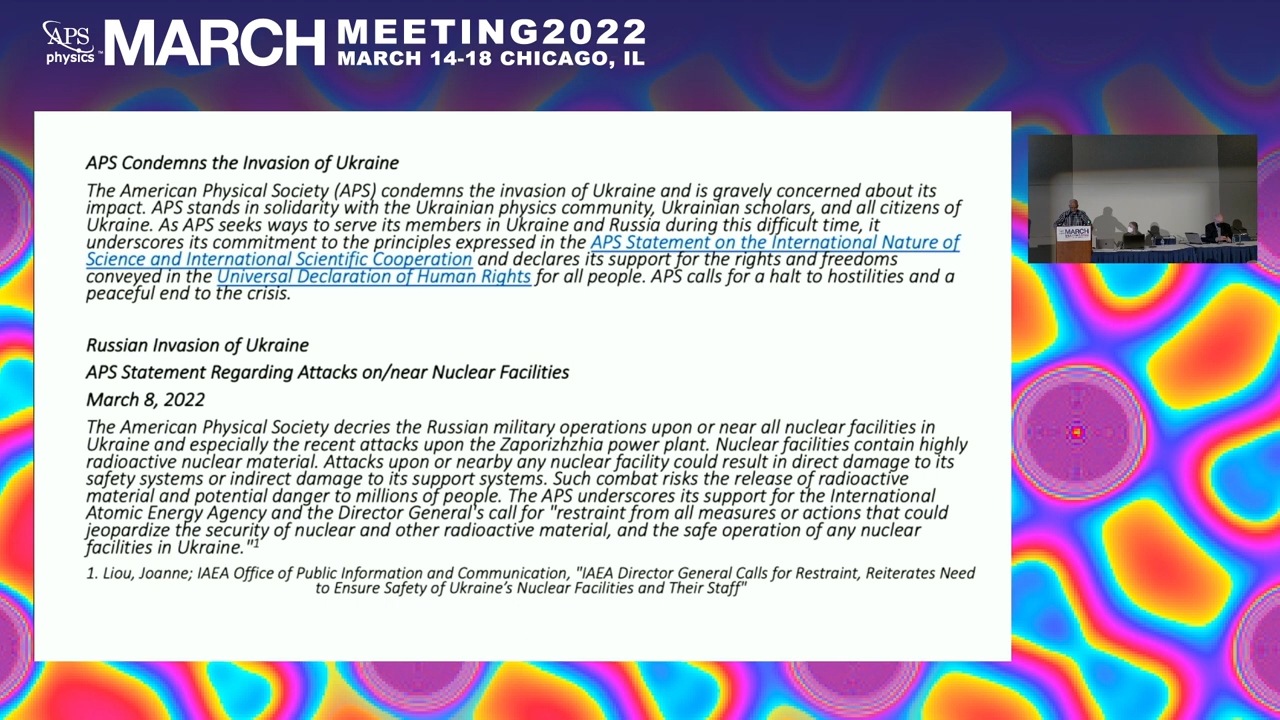 APS
physics
MARCH
MEETING2022
MARCH 14-18 CHICAGO, IL
APS Condemns the Invasion of Ukraine
The American Physical Society (APS) condemns the invasion of Ukraine and is gravely concerned about its
impact. APS stands in solidarity with the Ukrainian physics community, Ukrainian scholars, and all citizens of
Ukraine. As APS seeks ways to serve its members in Ukraine and Russia during this difficult time, it
underscores its commitment to the principles expressed in the APS Statement on the International Nature of
Science and International Scientific Cooperation and declares its support for the rights and freedoms
conveyed in the Universal Declaration of Human Rights for all people. APS calls for a halt to hostilities and a
peaceful end to the crisis.
Russian Invasion of Ukraine
APS Statement Regarding Attacks on/near Nuclear Facilities
March 8, 2022
The American Physical Society decries the Russian military operations upon or near all nuclear facilities in
Ukraine and especially the recent attacks upon the Zaporizhzhia power plant. Nuclear facilities contain highly
radioactive nuclear material. Attacks upon or nearby any nuclear facility could result in direct damage to its
safety systems or indirect damage to its support systems. Such combat risks the release of radioactive
material and potential danger to millions of people. The APS underscores its support for the International
Atomic Energy Agency and the Director General's call for "restraint from all measures or actions that could
jeopardize the security of nuclear and other radioactive material, and the safe operation of any nuclear
facilities in Ukraine."1
1. Liou, Joanne; IAEA Office of Public Information and Communication, "IAEA Director General Calls for Restraint, Reiterates Need
to Ensure Safety of Ukraine's Nuclear Facilities and Their Staff"
MARCH